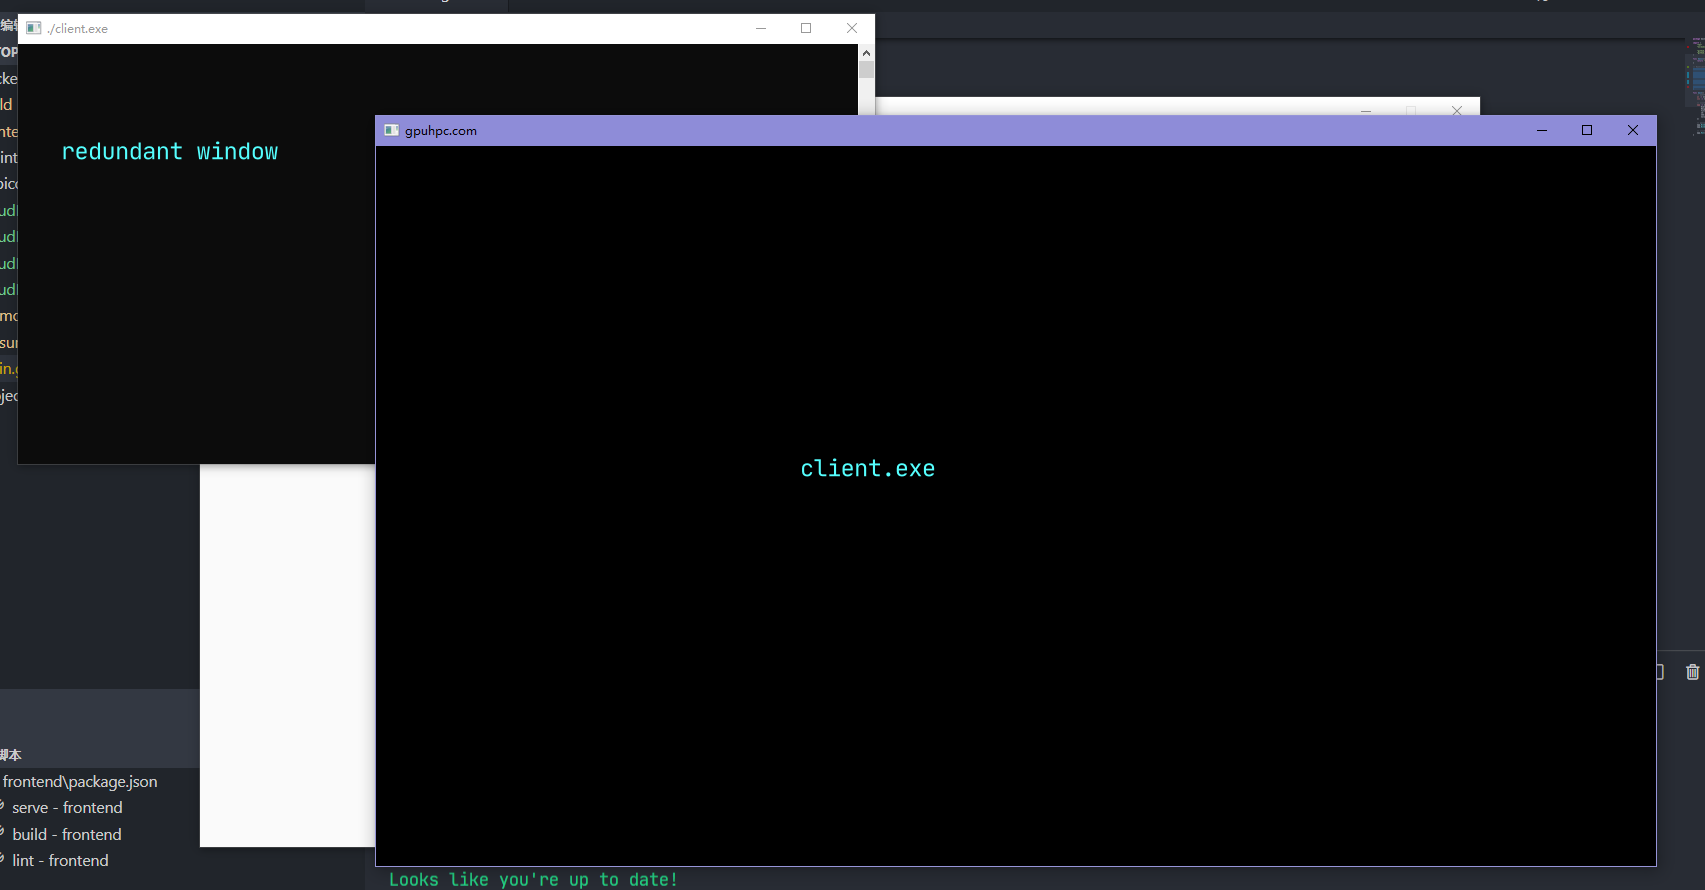 ./client.exe
redundant window
gpuhpc.com
client.exe
脚本
frontend\package.json
serve - frontend
build - frontend
lint - frontend
Looks like you're up to date!